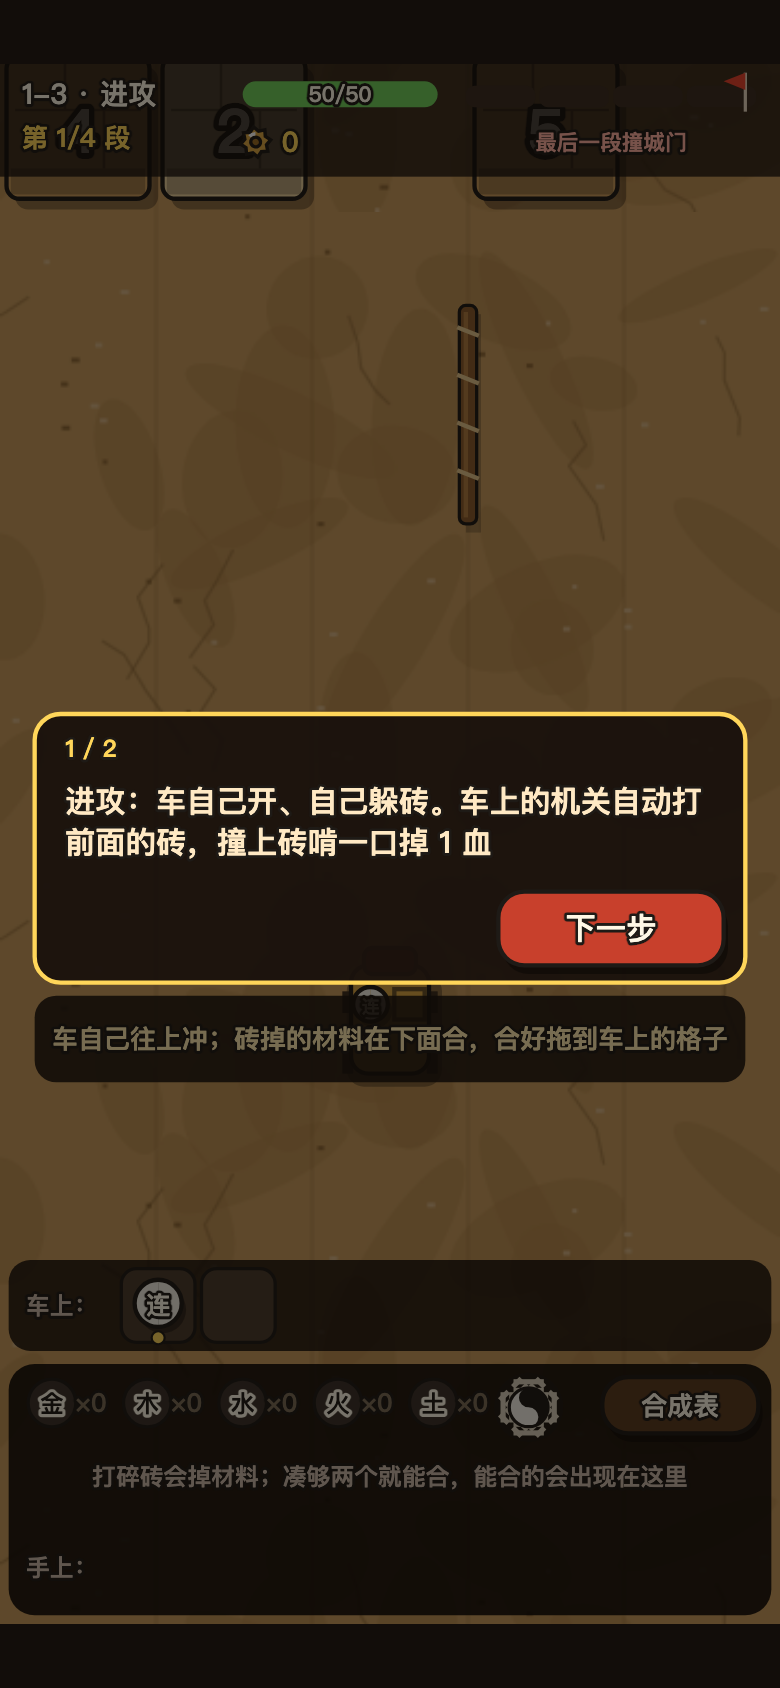 1-3 · 进攻
50/50
第 1/4 段
4
2
0
5
最后一段撞城门
1 / 2
进攻：车自己开、自己躲砖。车上的机关自动打
前面的砖，撞上砖啃一口掉 1 血
下一步
连
车自己往上冲；砖掉的材料在下面合，合好拖到车上的格子
车上：
连
金 ×0 木 ×0 水 ×0 火 ×0 土 ×0
合成表
打碎砖会掉材料；凑够两个就能合，能合的会出现在这里
手上：